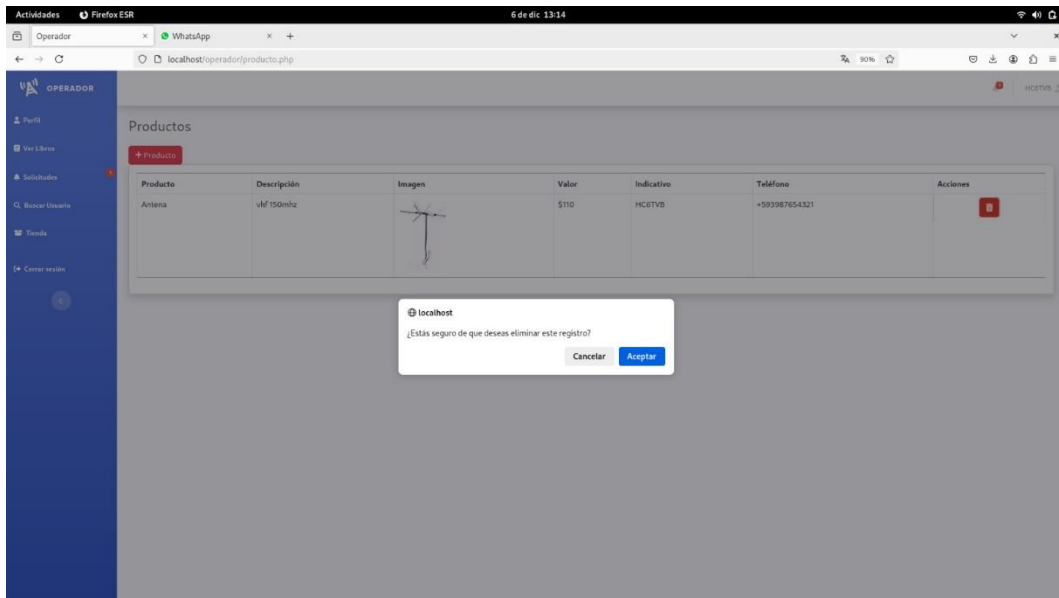 Actividades Firefox ESR 6 de dic 13:14
Operador WhatsApp
localhost/operador/producto.php 90%
OPERADOR HC6TVB
Perfil
Productos
Ver Libros
+ Producto
Solicitudes
Producto Descripción Imagen Valor Indicativo Teléfono Acciones
Buscar Usuario
Antena vhf 150mhz $110 HC6TVB +593987654321
Tienda
Cerrar sesión
localhost
¿Estás seguro de que deseas eliminar este registro?
Cancelar Aceptar